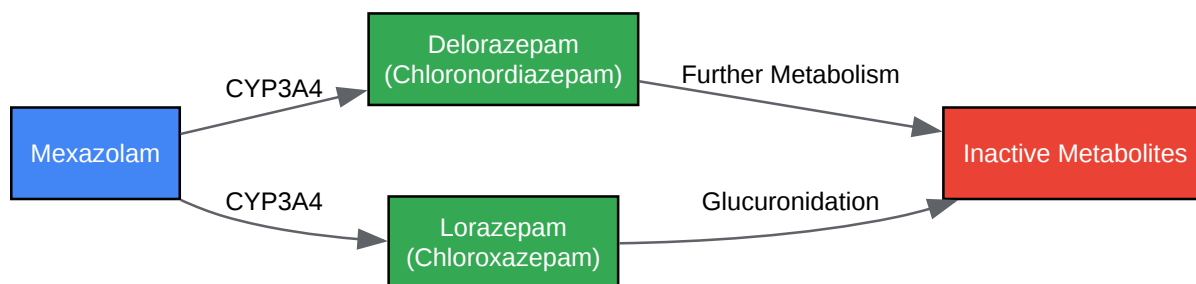 Mexazolam
CYP3A4
CYP3A4
Delorazepam
(Chloronordiazepam)
Lorazepam
(Chloroxazepam)
Further Metabolism
Glucuronidation
Inactive Metabolites